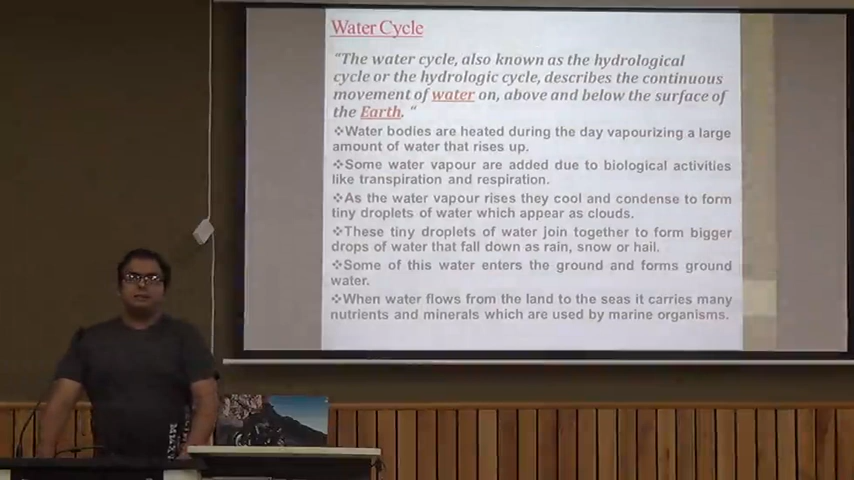 Water Cycle
“The water cycle, also known as the hydrological
cycle or the hydrologic cycle, describes the continuous
movement of water on, above and below the surface of
the Earth. “
❖Water bodies are heated during the day vapourizing a large
amount of water that rises up.
❖Some water vapour are added due to biological activities
like transpiration and respiration.
❖As the water vapour rises they cool and condense to form
tiny droplets of water which appear as clouds.
❖These tiny droplets of water join together to form bigger
drops of water that fall down as rain, snow or hail.
❖Some of this water enters the ground and forms ground
water.
❖When water flows from the land to the seas it carries many
nutrients and minerals which are used by marine organisms.